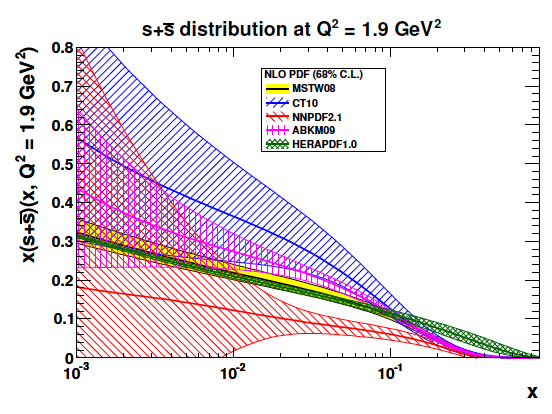 s+s̅ distribution at Q² = 1.9 GeV²
x(s+s̅)(x, Q² = 1.9 GeV²)
0.8
0.7
0.6
0.5
0.4
0.3
0.2
0.1
0
NLO PDF (68% C.L.)
MSTW08
CT10
NNPDF2.1
ABKM09
HERAPDF1.0
10⁻³ 10⁻² 10⁻¹
x